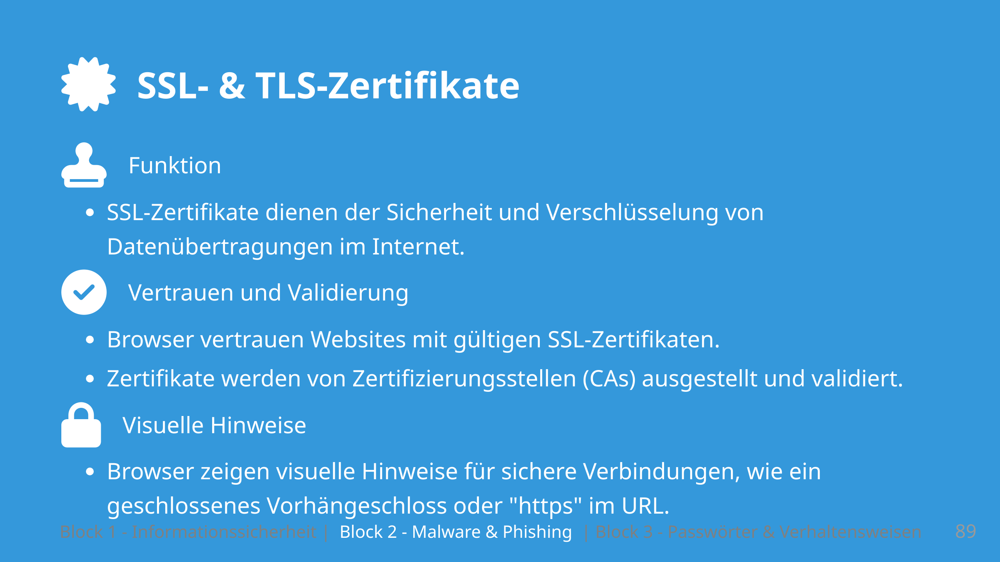 SSL- & TLS-Zertifikate
Funktion
• SSL-Zertifikate dienen der Sicherheit und Verschlüsselung von
Datenübertragungen im Internet.
Vertrauen und Validierung
• Browser vertrauen Websites mit gültigen SSL-Zertifikaten.
• Zertifikate werden von Zertifizierungsstellen (CAs) ausgestellt und validiert.
Visuelle Hinweise
• Browser zeigen visuelle Hinweise für sichere Verbindungen, wie ein
geschlossenes Vorhängeschloss oder "https" im URL.
Block 1 - Informationssicherheit | Block 2 - Malware & Phishing | Block 3 - Passwörter & Verhaltensweisen 89